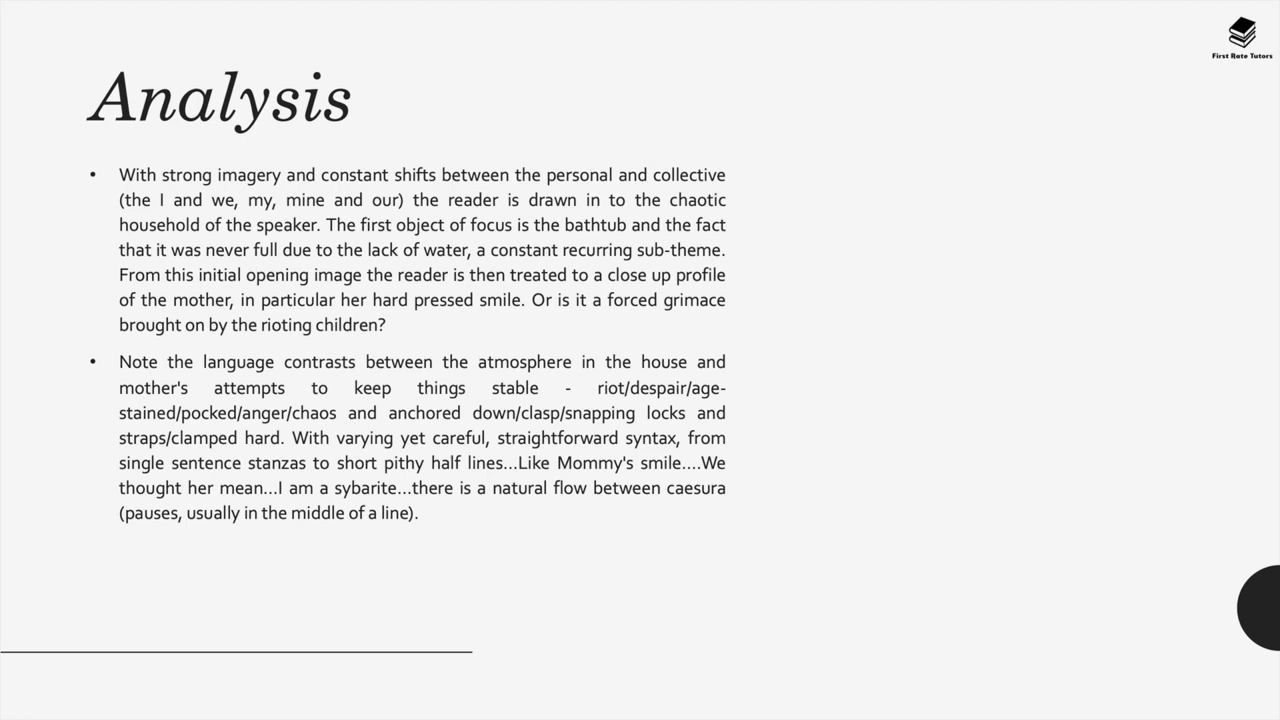 First Rate Tutors
Analysis
• With strong imagery and constant shifts between the personal and collective
(the I and we, my, mine and our) the reader is drawn in to the chaotic
household of the speaker. The first object of focus is the bathtub and the fact
that it was never full due to the lack of water, a constant recurring sub-theme.
From this initial opening image the reader is then treated to a close up profile
of the mother, in particular her hard pressed smile. Or is it a forced grimace
brought on by the rioting children?
• Note the language contrasts between the atmosphere in the house and
mother's attempts to keep things stable - riot/despair/age-
stained/pocked/anger/chaos and anchored down/clasp/snapping locks and
straps/clamped hard. With varying yet careful, straightforward syntax, from
single sentence stanzas to short pithy half lines...Like Mommy's smile....We
thought her mean...I am a sybarite...there is a natural flow between caesura
(pauses, usually in the middle of a line).